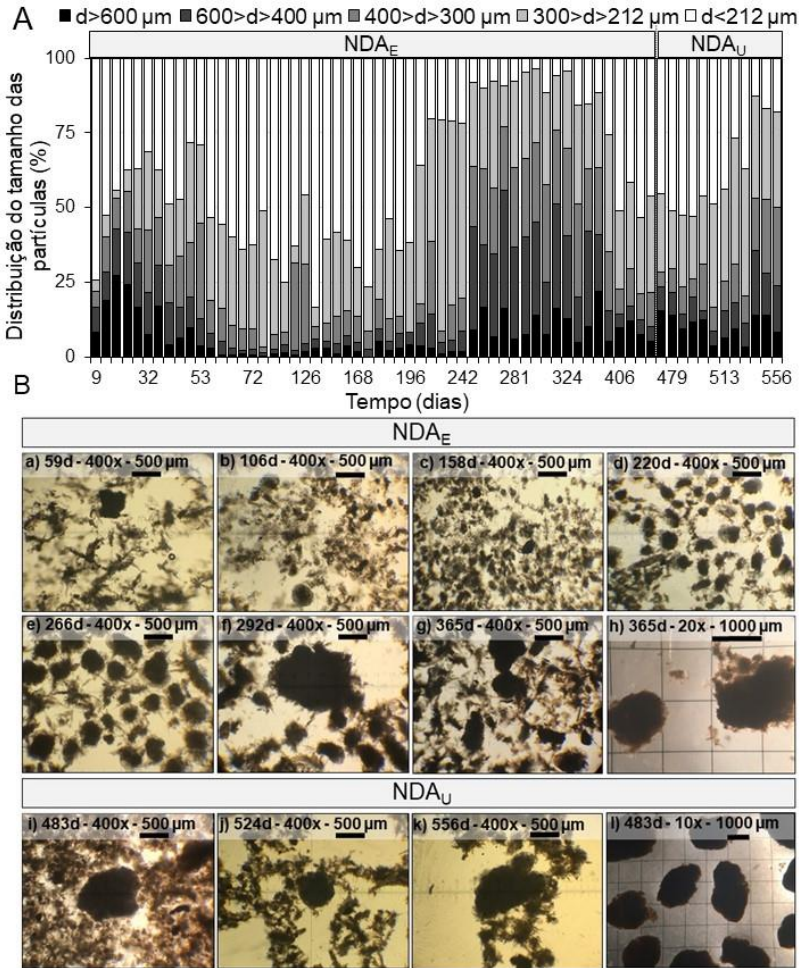 A
d>600 µm 600>d>400 µm 400>d>300 µm 300>d>212 µm d<212 µm
NDAE NDAU
Distribuição do tamanho das
partículas (%)
100
75
50
25
0
9 32 53 72 126 168 196 242 281 324 406 479 513 556
Tempo (dias)
B
NDAE
a) 59d - 400x - 500 µm
b) 106d - 400x - 500 µm
c) 158d - 400x - 500 µm
d) 220d - 400x - 500 µm
e) 266d - 400x - 500 µm
f) 292d - 400x - 500 µm
g) 365d - 400x - 500 µm
h) 365d - 20x - 1000 µm
NDAU
i) 483d - 400x - 500 µm
j) 524d - 400x - 500 µm
k) 556d - 400x - 500 µm
l) 483d - 10x - 1000 µm